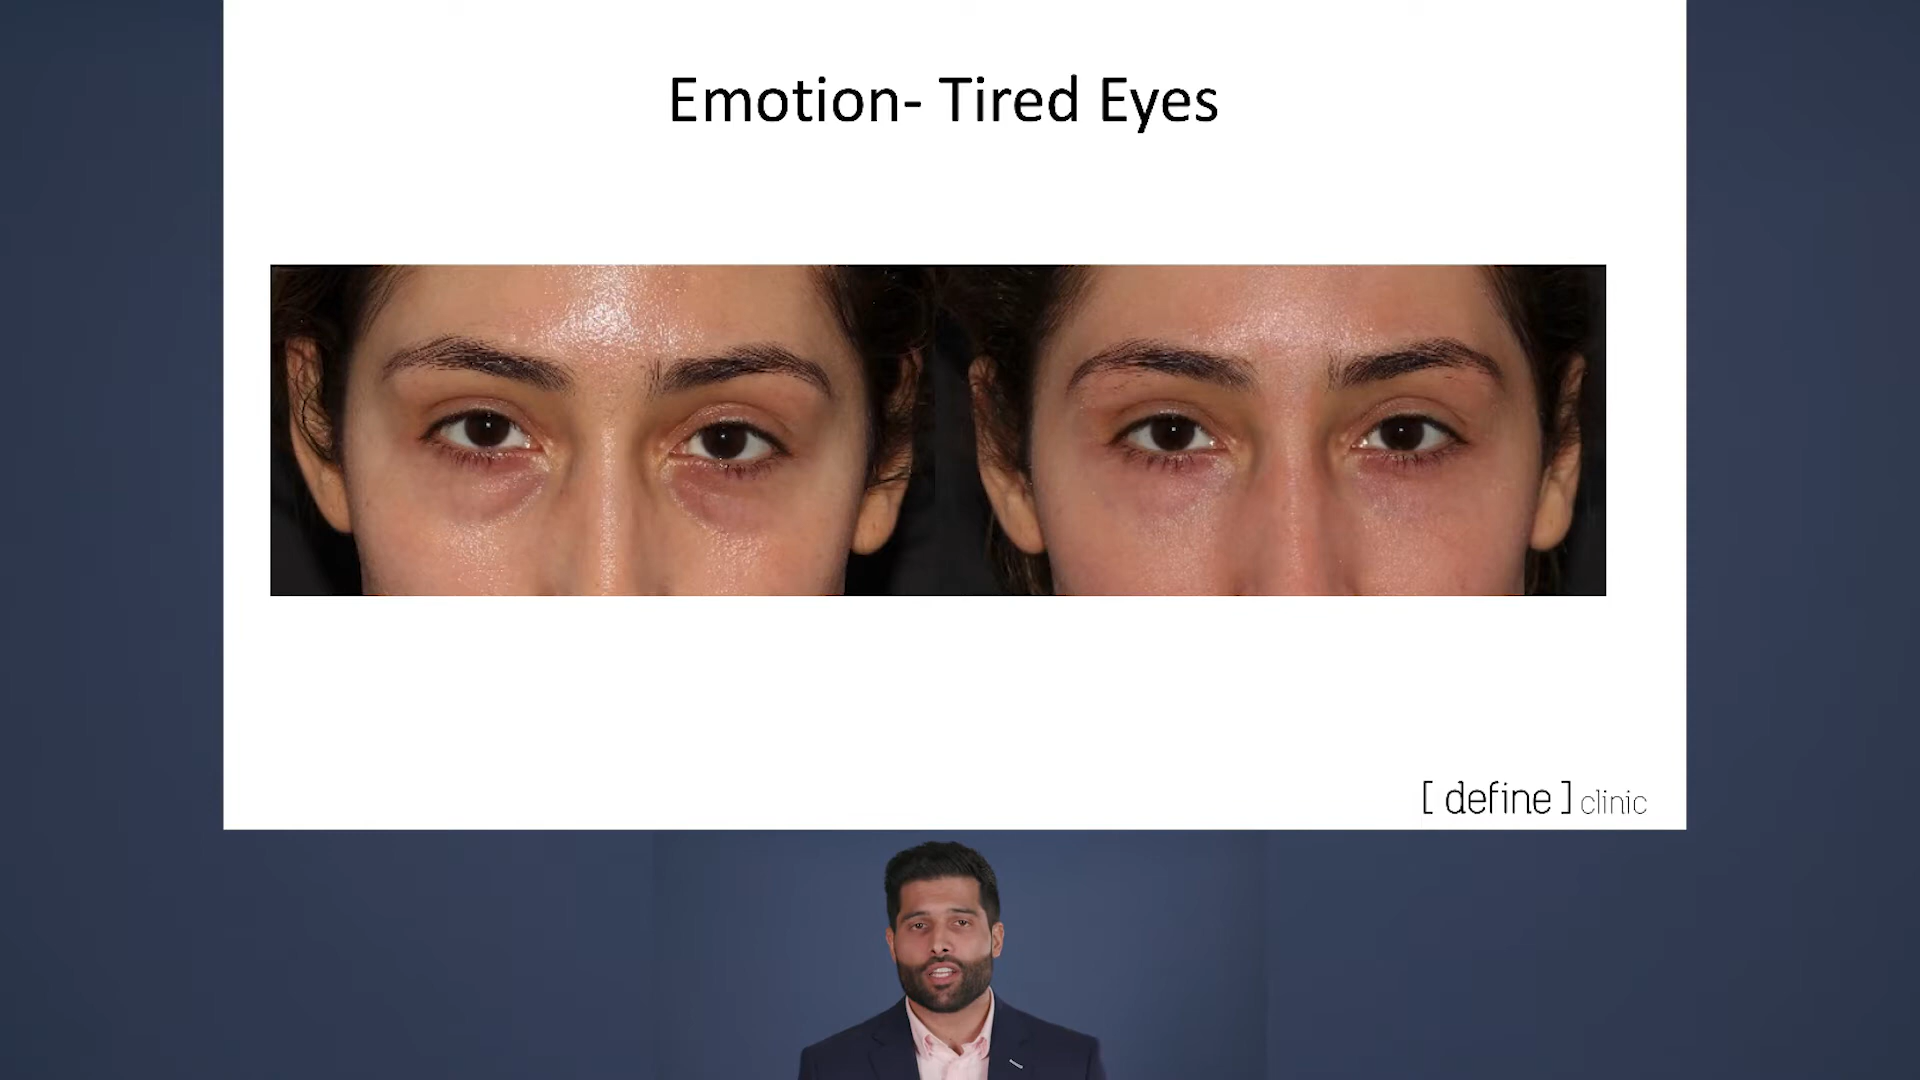 Emotion- Tired Eyes
[ define ] clinic